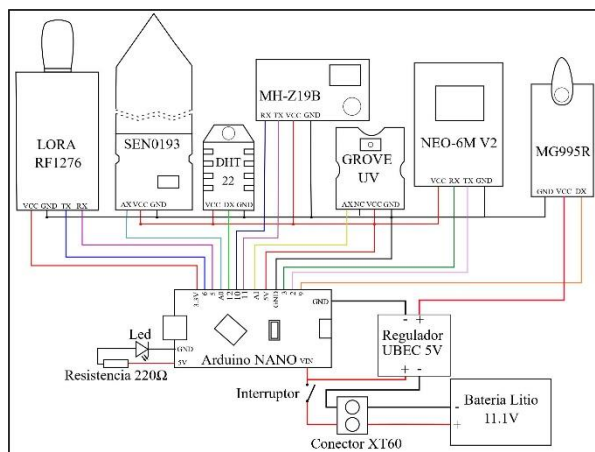 LORA
RF1276
VCC GND TX RX
SEN0193
AX VCC GND
DHT
22
VCC DX GND
MH-Z19B
RX TX VCC GND
GROVE
UV
AX NC VCC GND
NEO-6M V2
VCC RX TX GND
MG995R
GND VCC DX
3.3V 6 5 A0 12 10 11 A1 5V GND 3 2 9
GND
Arduino NANO
GND
5V
VIN
Led
Resistencia 220Ω
- +
Regulador
UBEC 5V
+ -
Interruptor
Conector XT60
Bateria Litio
11.1V
-
+